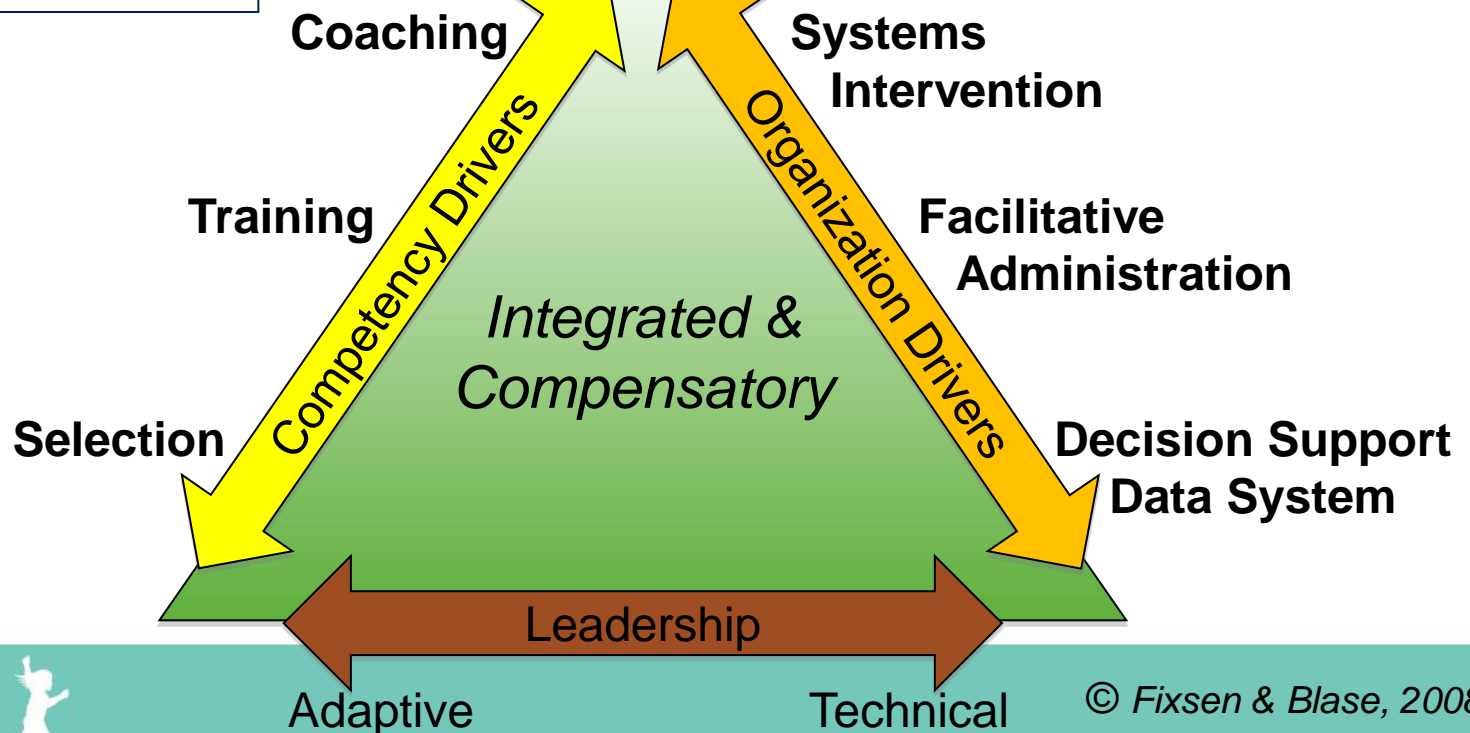 Coaching
Systems
Intervention
Competency Drivers
Organization Drivers
Training
Facilitative
Administration
Integrated &
Compensatory
Selection
Decision Support
Data System
Leadership
Adaptive
Technical
© Fixsen & Blase, 2008